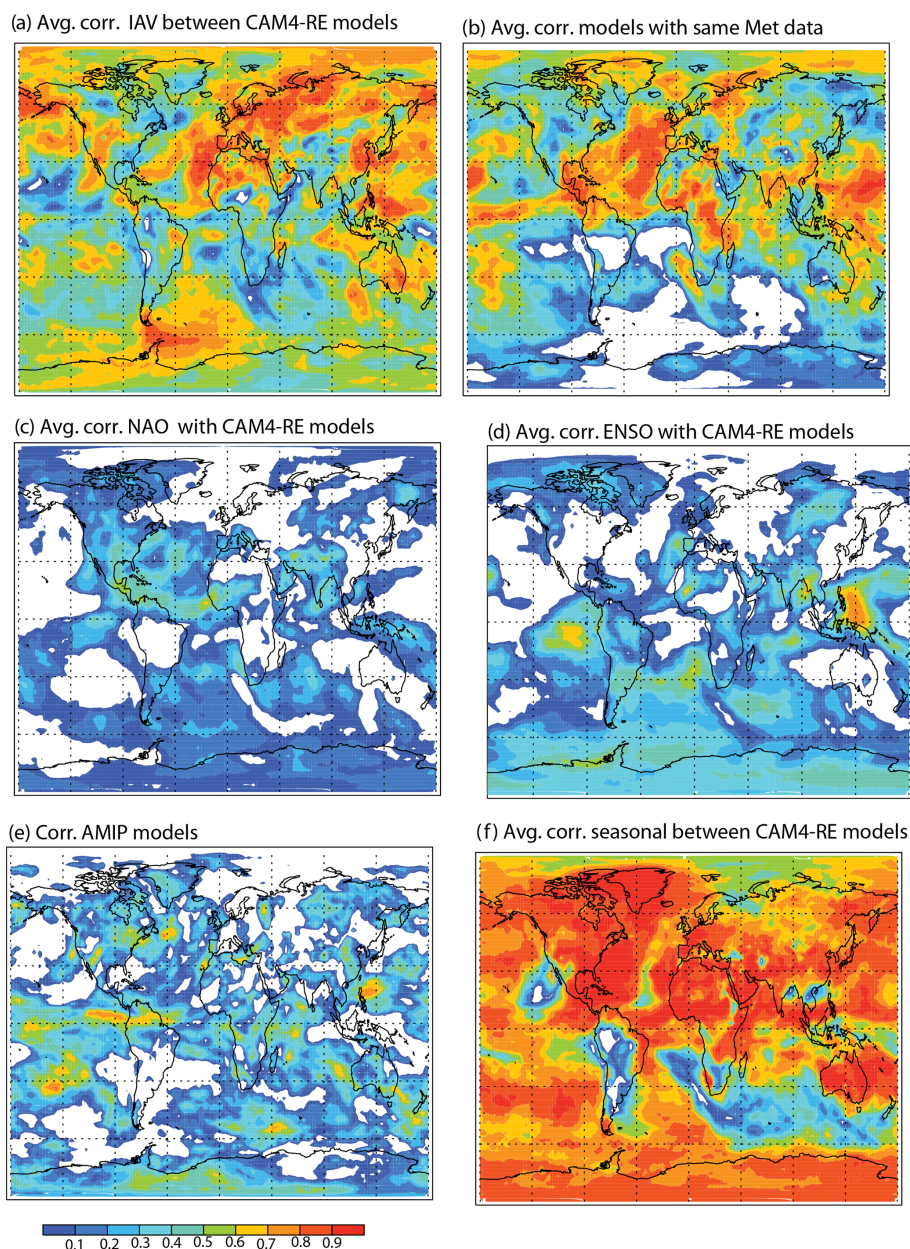 (a) Avg. corr. IAV between CAM4-RE models
(b) Avg. corr. models with same Met data
(c) Avg. corr. NAO with CAM4-RE models
(d) Avg. corr. ENSO with CAM4-RE models
(e) Corr. AMIP models
(f) Avg. corr. seasonal between CAM4-RE models
0.1 0.2 0.3 0.4 0.5 0.6 0.7 0.8 0.9